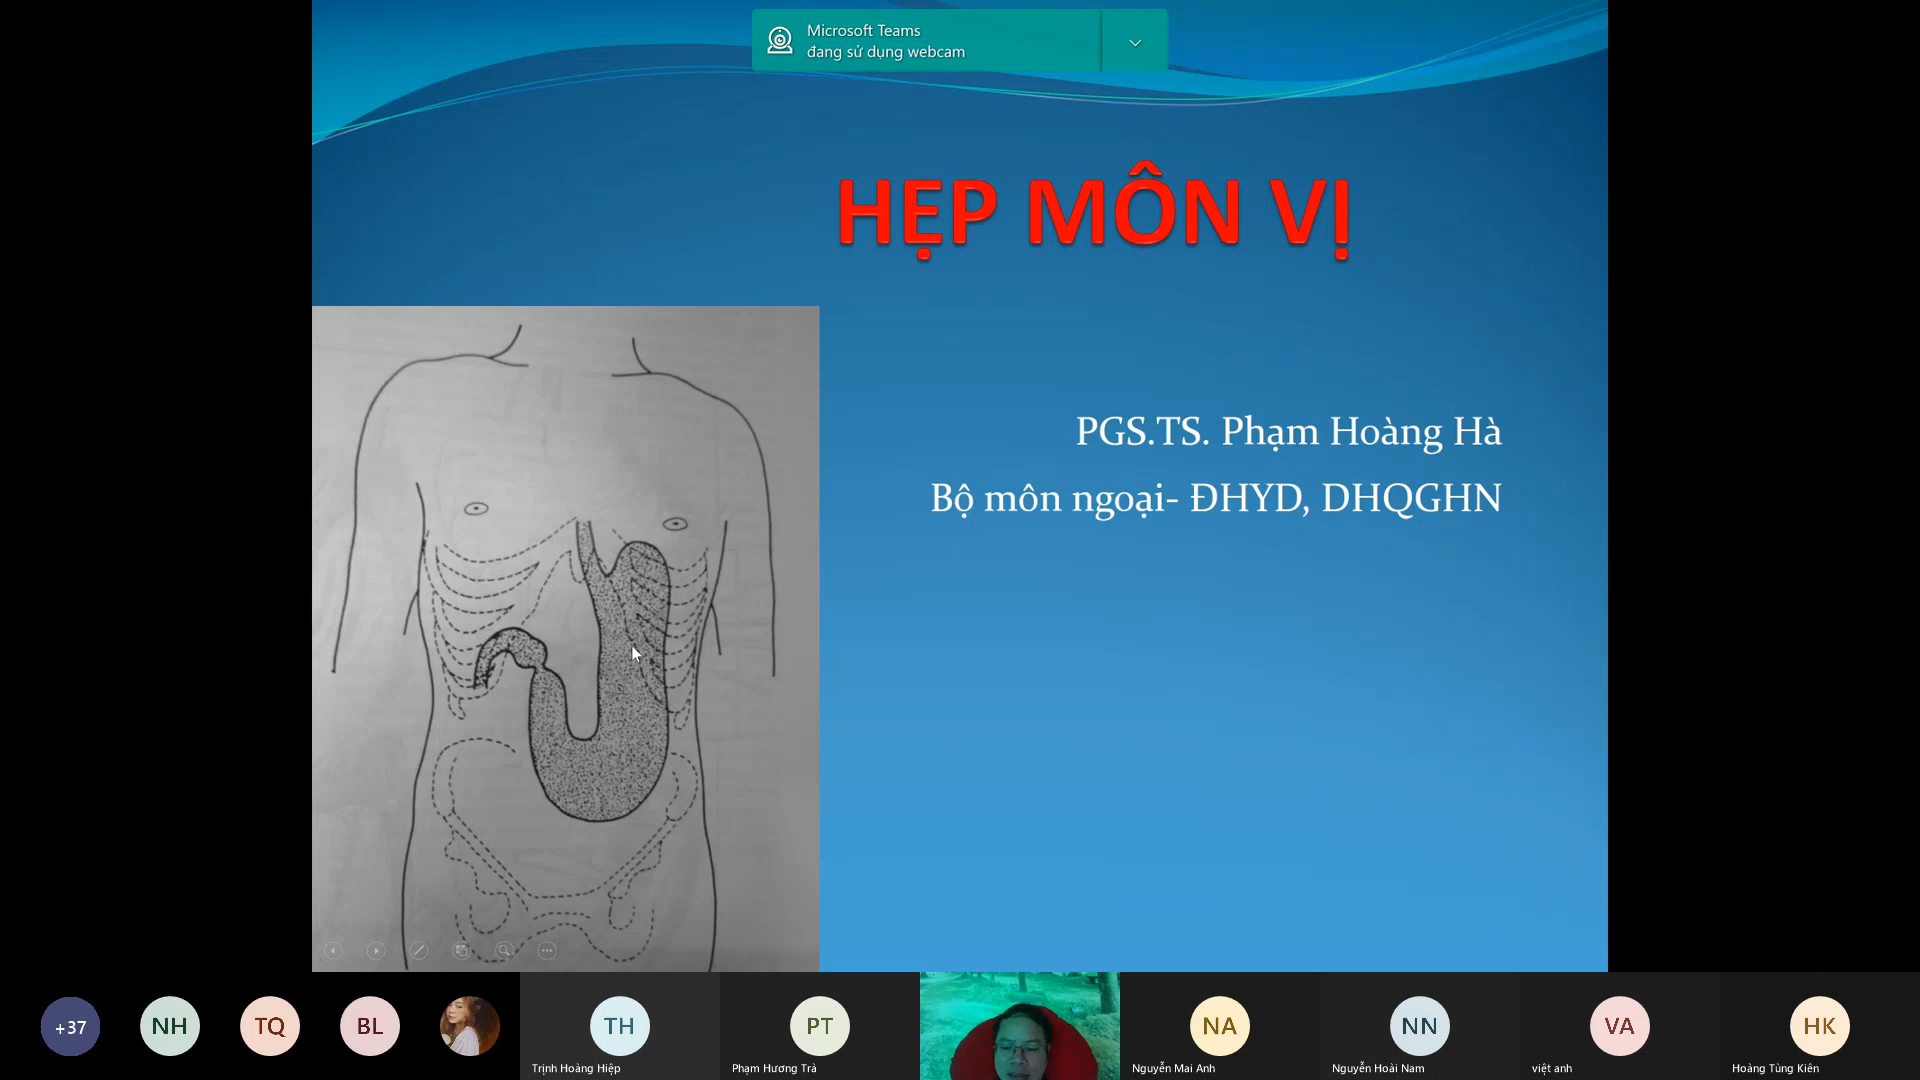 Microsoft Teams
đang sử dụng webcam
HẸP MÔN VỊ
PGS.TS. Phạm Hoàng Hà
Bộ môn ngoại- ĐHYD, DHQGHN
+37
NH
TQ
BL
TH
Trịnh Hoàng Hiệp
PT
Phạm Hương Trà
NA
Nguyễn Mai Anh
NN
Nguyễn Hoài Nam
VA
việt anh
HK
Hoàng Tùng Kiên